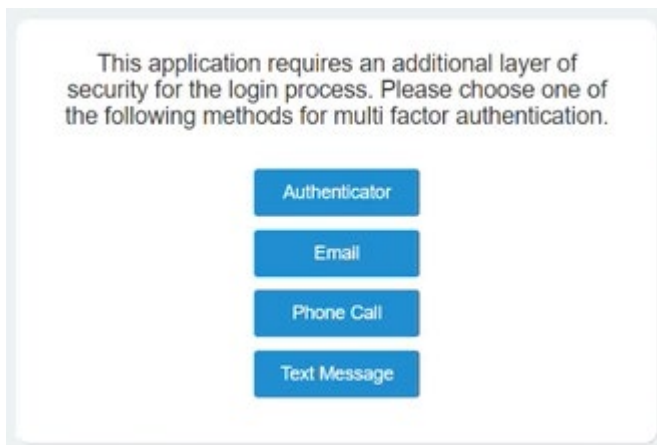 This application requires an additional layer of
security for the login process. Please choose one of
the following methods for multi factor authentication.
Authenticator
Email
Phone Call
Text Message